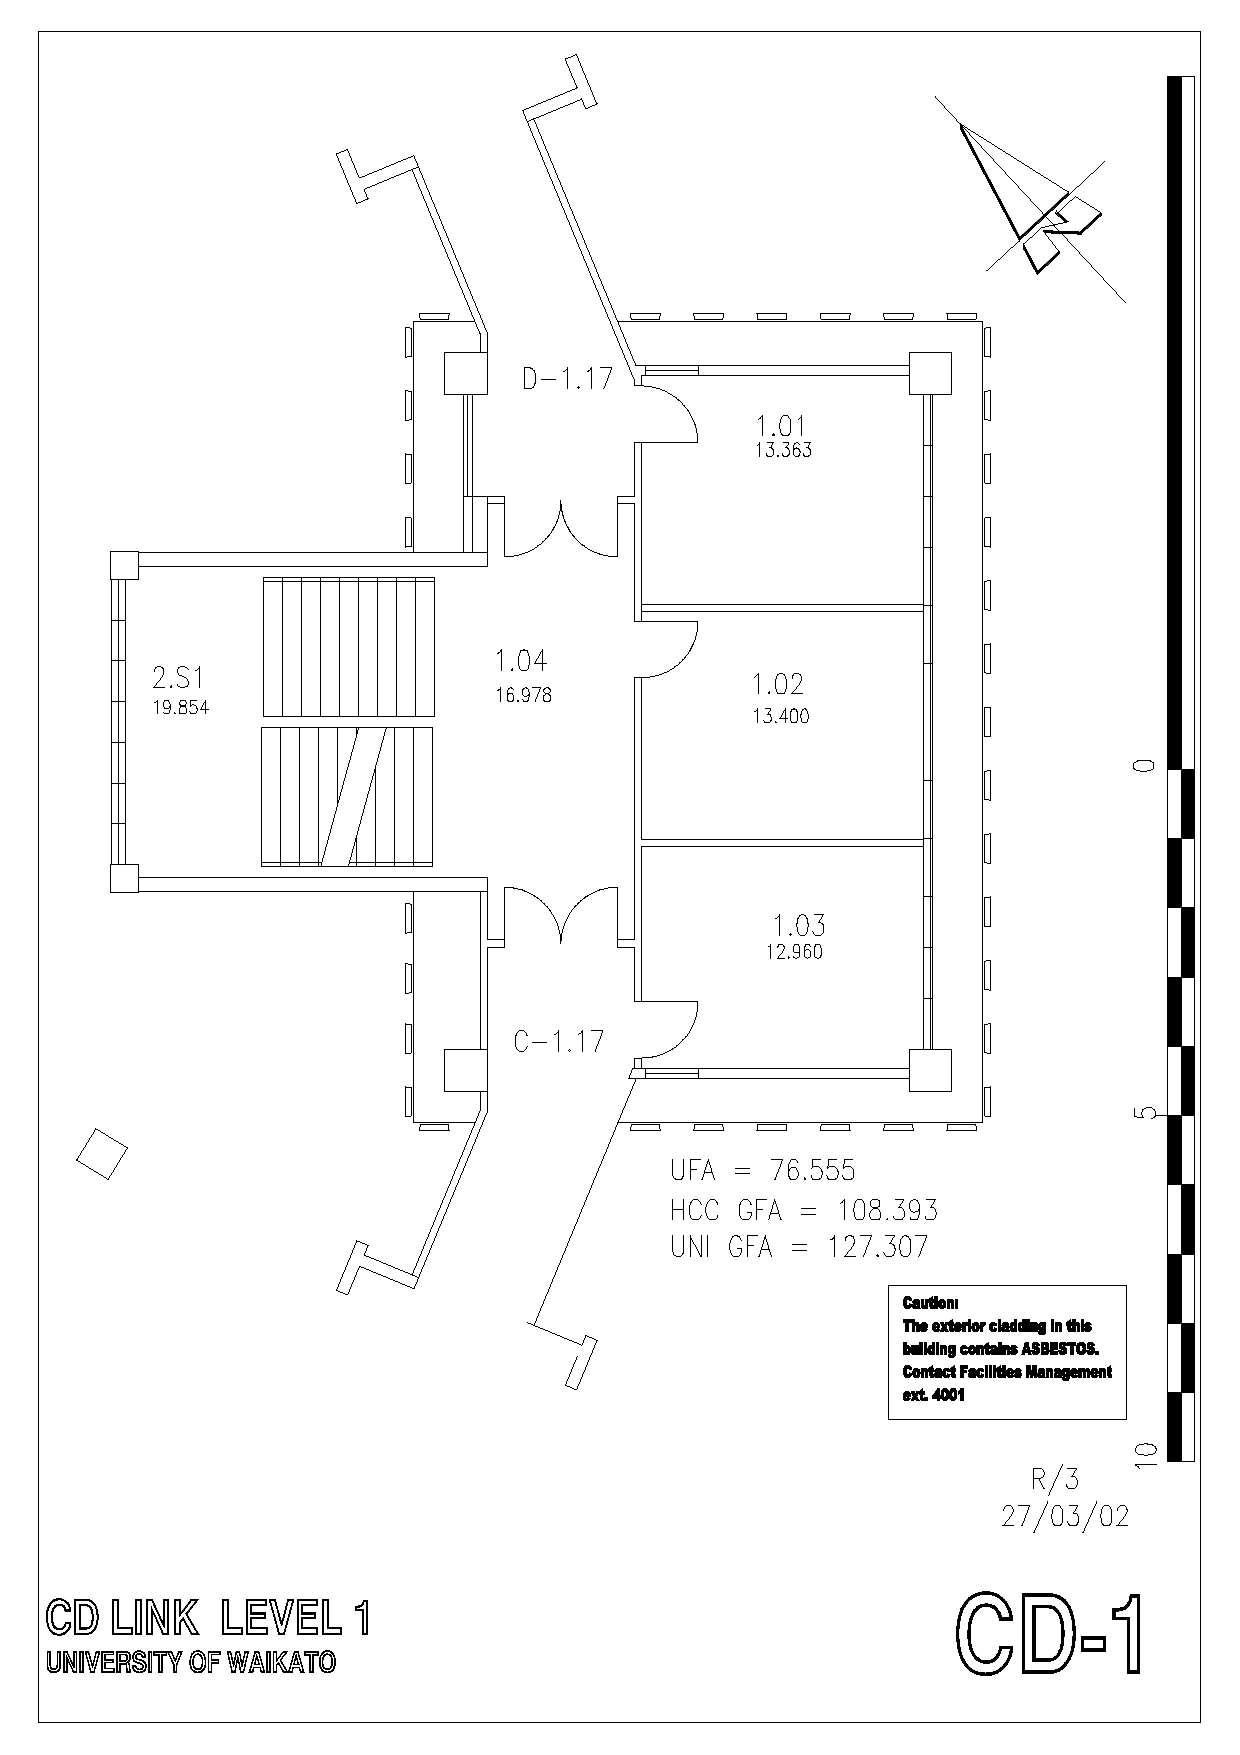 D-1.17
1.01
13.363
1.04
16.978
2.S1
19.854
1.02
13.400
0
1.03
12.960
C-1.17
5
UFA = 76.555
HCC GFA = 108.393
UNI GFA = 127.307
Caution:
The exterior cladding in this
building contains ASBESTOS.
Contact Facilities Management
ext. 4001
10
R/3
27/03/02
CD LINK LEVEL 1
UNIVERSITY OF WAIKATO
CD-1